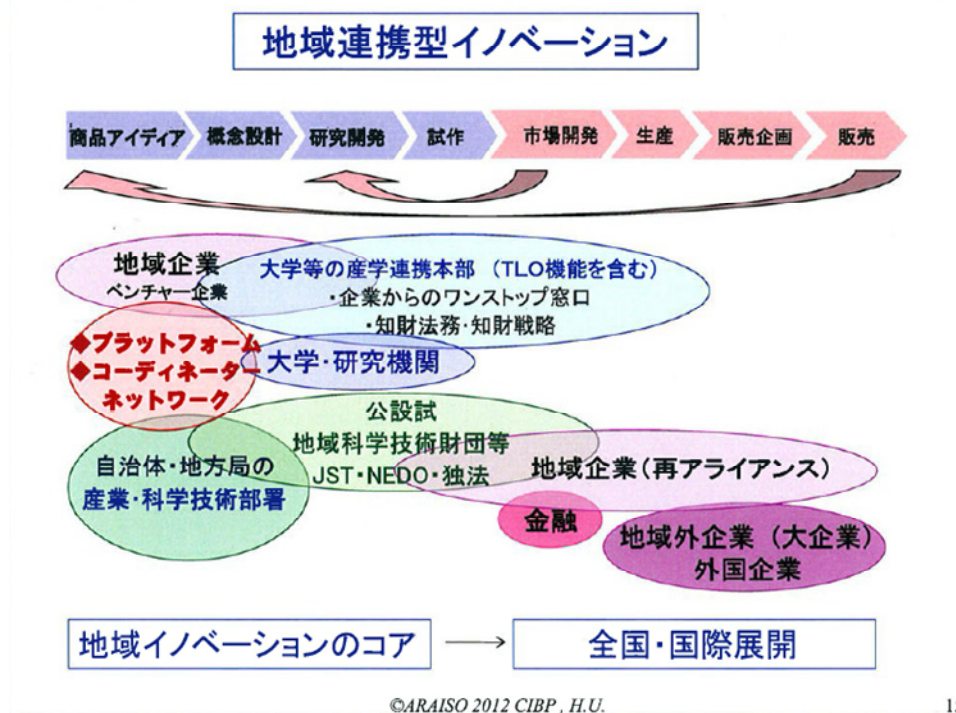 地域連携型イノベーション
商品アイディア
概念設計
研究開発
試作
市場開発
生産
販売企画
販売
地域企業
ベンチャー企業
大学等の産学連携本部 (TLO機能を含む)
・企業からのワンストップ窓口
・知財法務・知財戦略
◆プラットフォーム
◆コーディネーター
ネットワーク
大学・研究機関
公設試
地域科学技術財団等
JST・NEDO・独法
自治体・地方局の
産業・科学技術部署
地域企業(再アライアンス)
金融
地域外企業 (大企業)
外国企業
地域イノベーションのコア
全国・国際展開
©ARAISO 2012 CIBP , H.U.